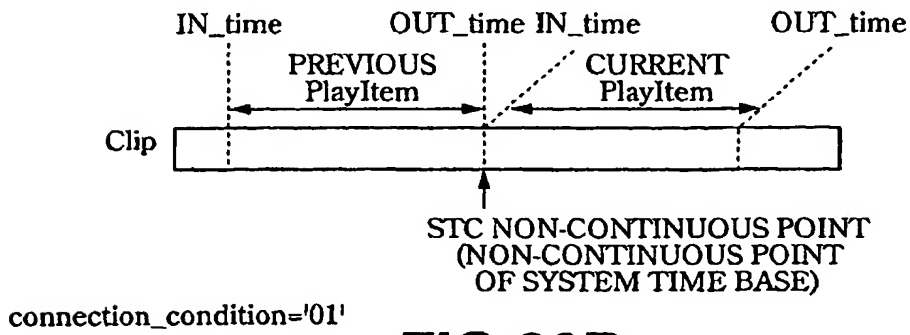 IN_time OUT_time IN_time OUT_time
PREVIOUS CURRENT
PlayItem PlayItem
Clip
STC NON-CONTINUOUS POINT
(NON-CONTINUOUS POINT
OF SYSTEM TIME BASE)
connection_condition='01'